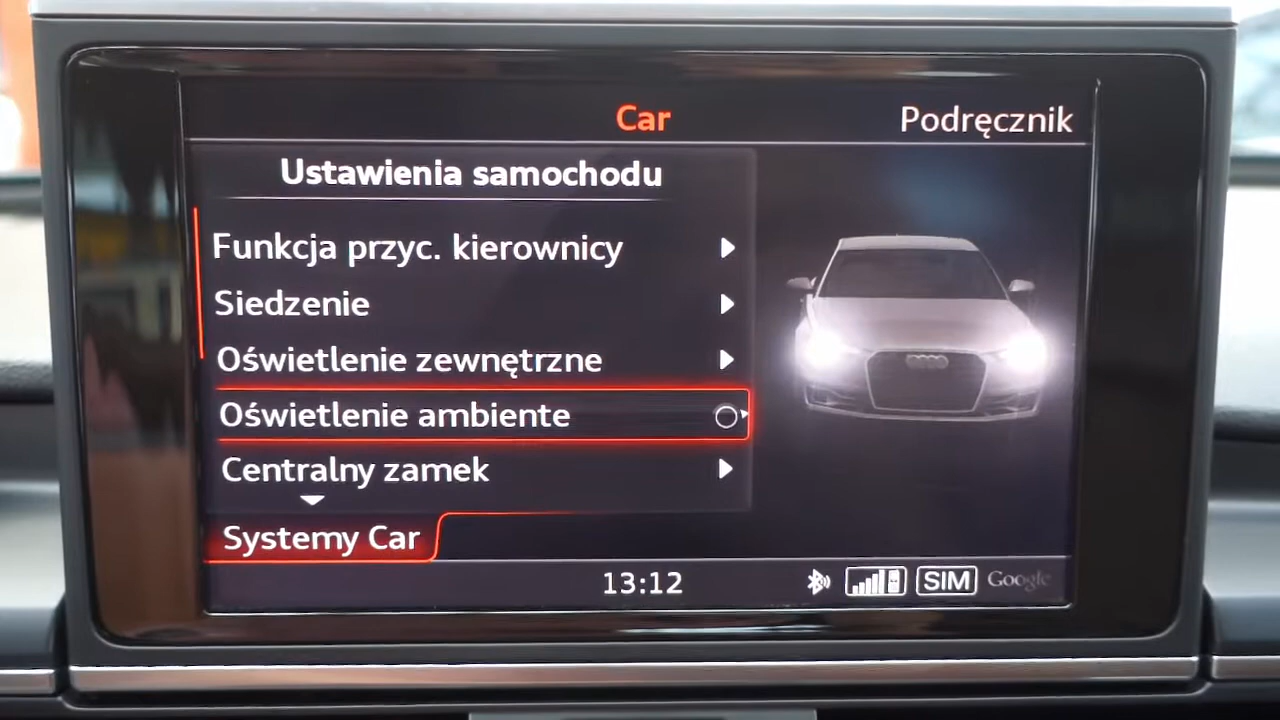 Car
Podręcznik
Ustawienia samochodu
Funkcja przyc. kierownicy
Siedzenie
Oświetlenie zewnętrzne
Oświetlenie ambiente
Centralny zamek
Systemy Car
13:12
SIM
Google